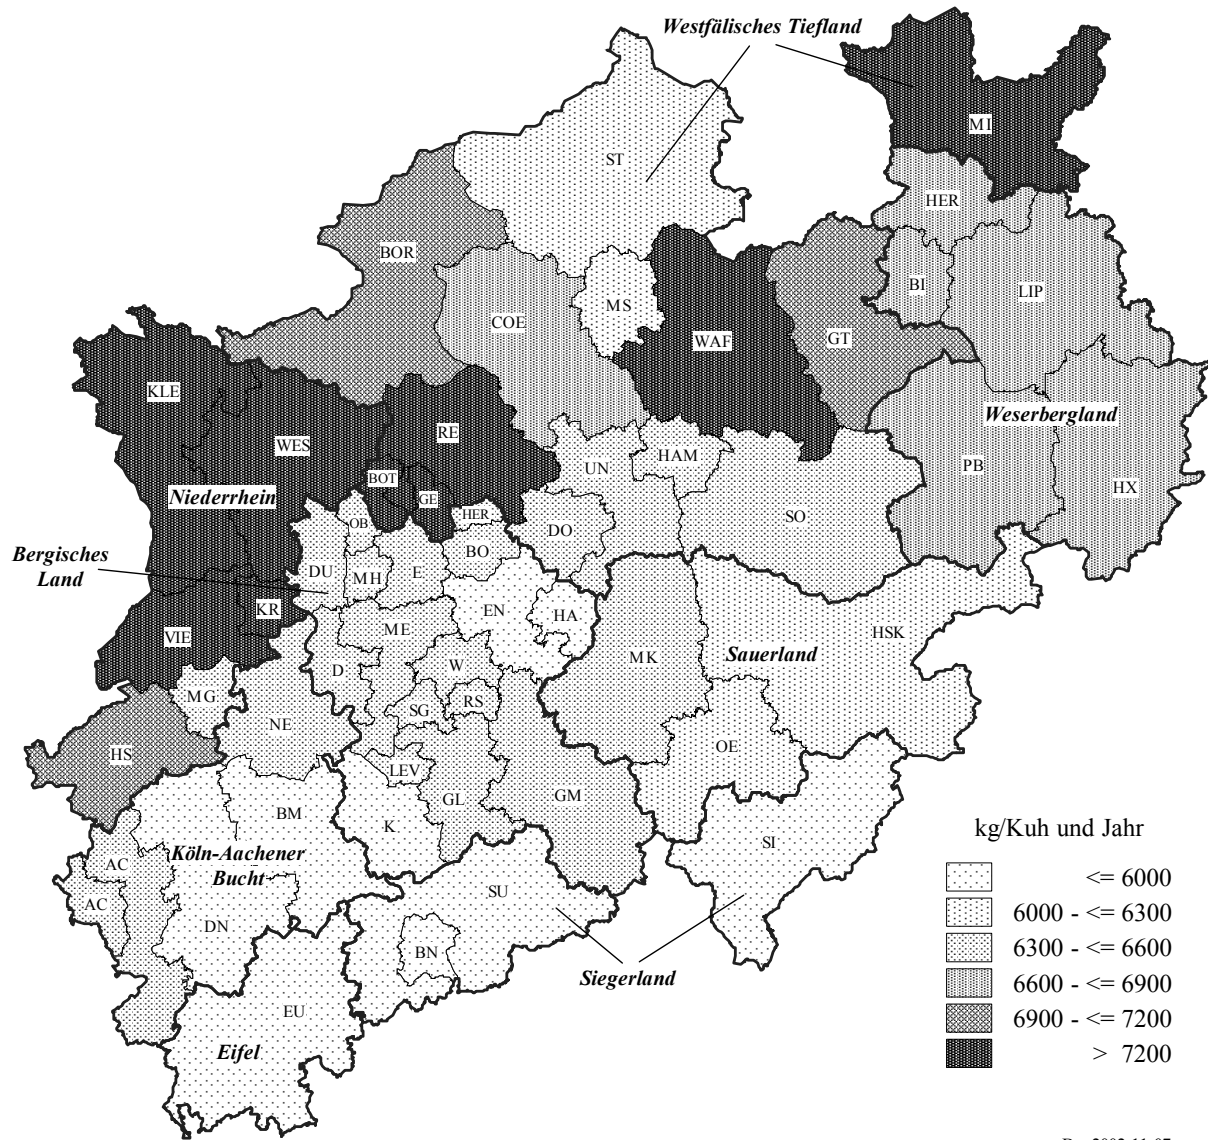 Westfälisches Tiefland
MI
ST
HER
BOR
BI
LIP
MS
COE
WAF
GT
KLE
Weserbergland
WES
RE
HAM
UN
PB
BOT
HX
Niederrhein
GE
HER
SO
OB
DO
Bergisches
Land
BO
DU
MH
E
KR
EN
HA
VIE
ME
HSK
MK
Sauerland
D
W
MG
SG
RS
NE
OE
HS
LEV
GL
GM
BM
K
kg/Kuh und Jahr
SI
Köln-Aachener
Bucht
AC
<= 6000
SU
AC
6000 - <= 6300
DN
6300 - <= 6600
BN
Siegerland
6600 - <= 6900
EU
6900 - <= 7200
Eifel
> 7200